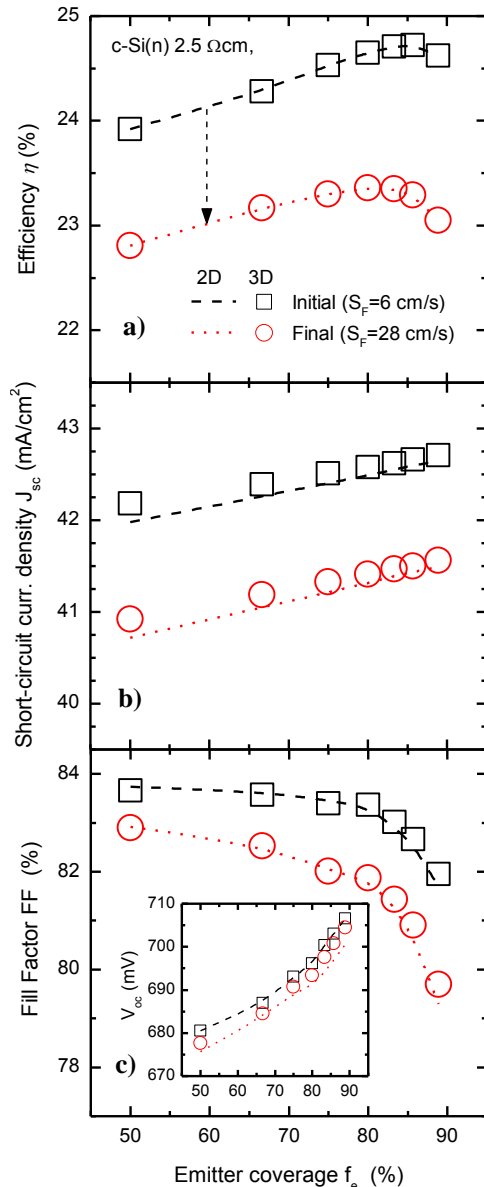 a)
c-Si(n) 2.5 Ωcm,
25
24
23
22
Efficiency η (%)
2D 3D
Initial (S_F=6 cm/s)
Final (S_F=28 cm/s)
b)
43
42
41
40
Short-circuit curr. density J_sc (mA/cm²)
84
82
80
78
Fill Factor FF (%)
c)
710
700
690
680
670
V_oc (mV)
50 60 70 80 90
50 60 70 80 90
Emitter coverage f_e (%)